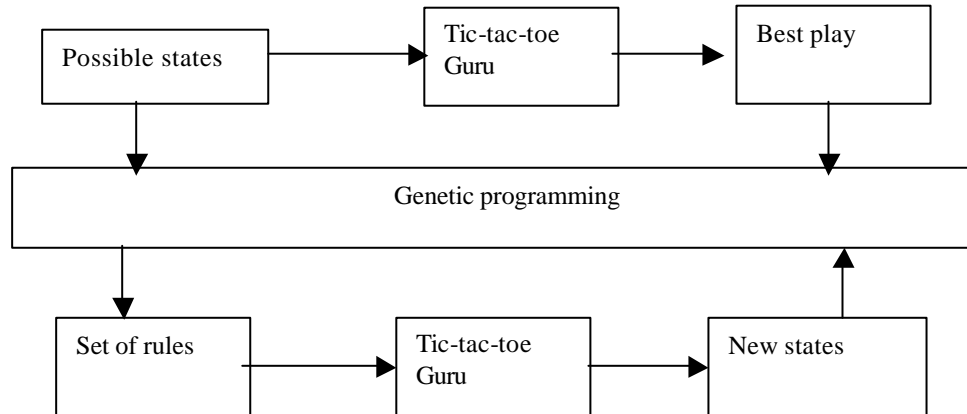 Possible states
Tic-tac-toe
Guru
Best play
Genetic programming
Set of rules
Tic-tac-toe
Guru
New states